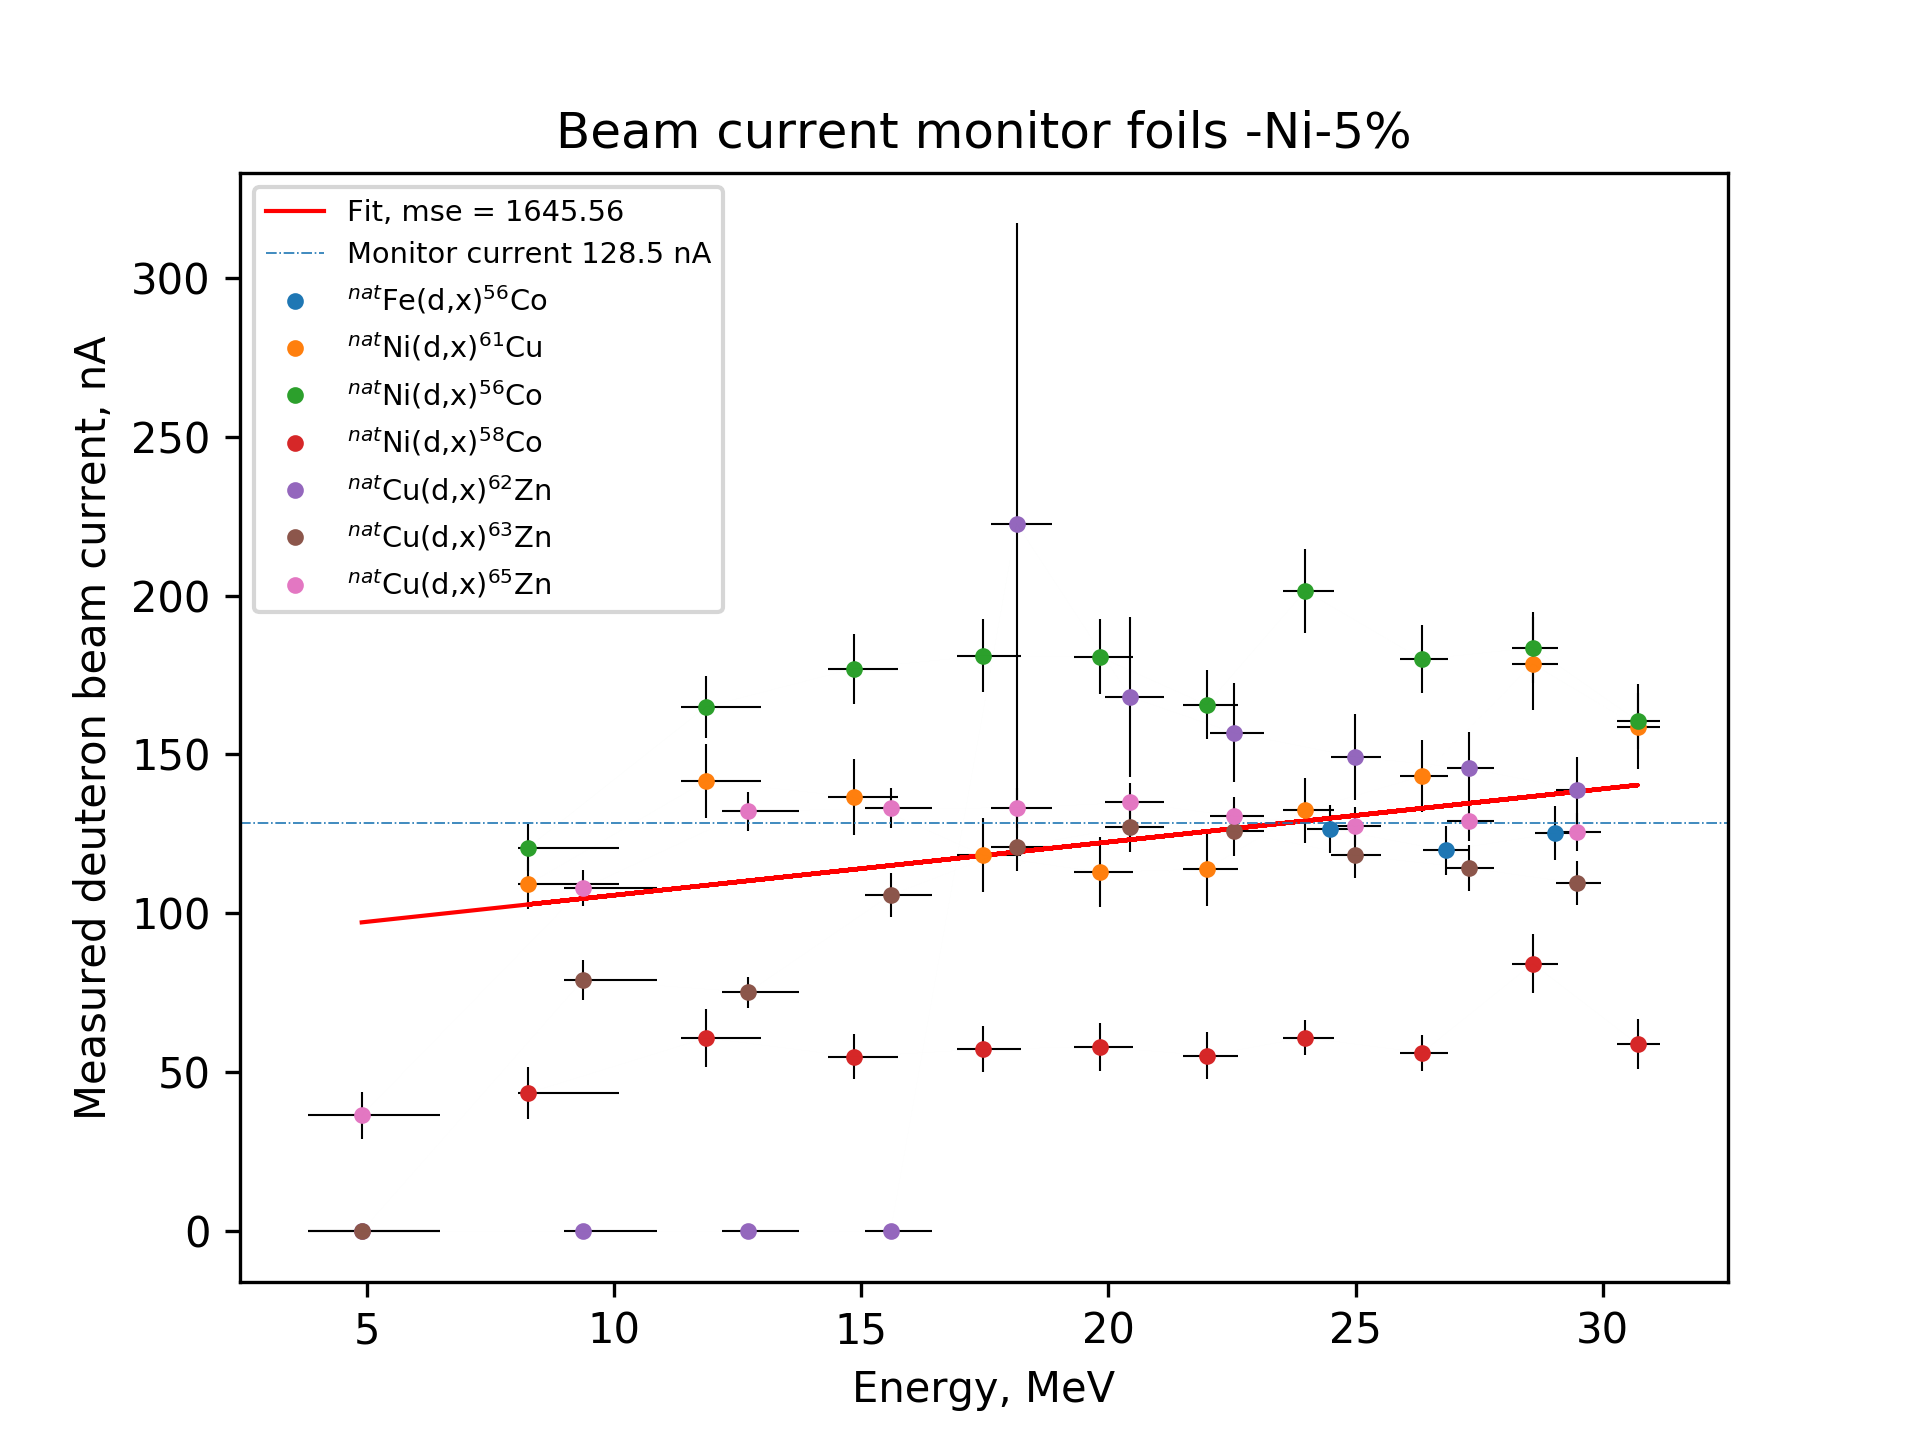 Beam current monitor foils -Ni-5%
Fit, mse = 1645.56
Monitor current 128.5 nA
natFe(d,x)56Co
natNi(d,x)61Cu
natNi(d,x)56Co
natNi(d,x)58Co
natCu(d,x)62Zn
natCu(d,x)63Zn
natCu(d,x)65Zn
Measured deuteron beam current, nA
300
250
200
150
100
50
0
5 10 15 20 25 30
Energy, MeV